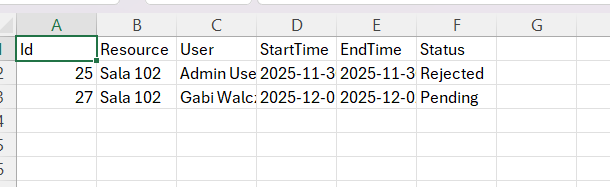 A B C D E F G
1 Id Resource User StartTime EndTime Status
2 25 Sala 102 Admin Use 2025-11-3 2025-11-3 Rejected
3 27 Sala 102 Gabi Walc 2025-12-0 2025-12-0 Pending
4
5
6